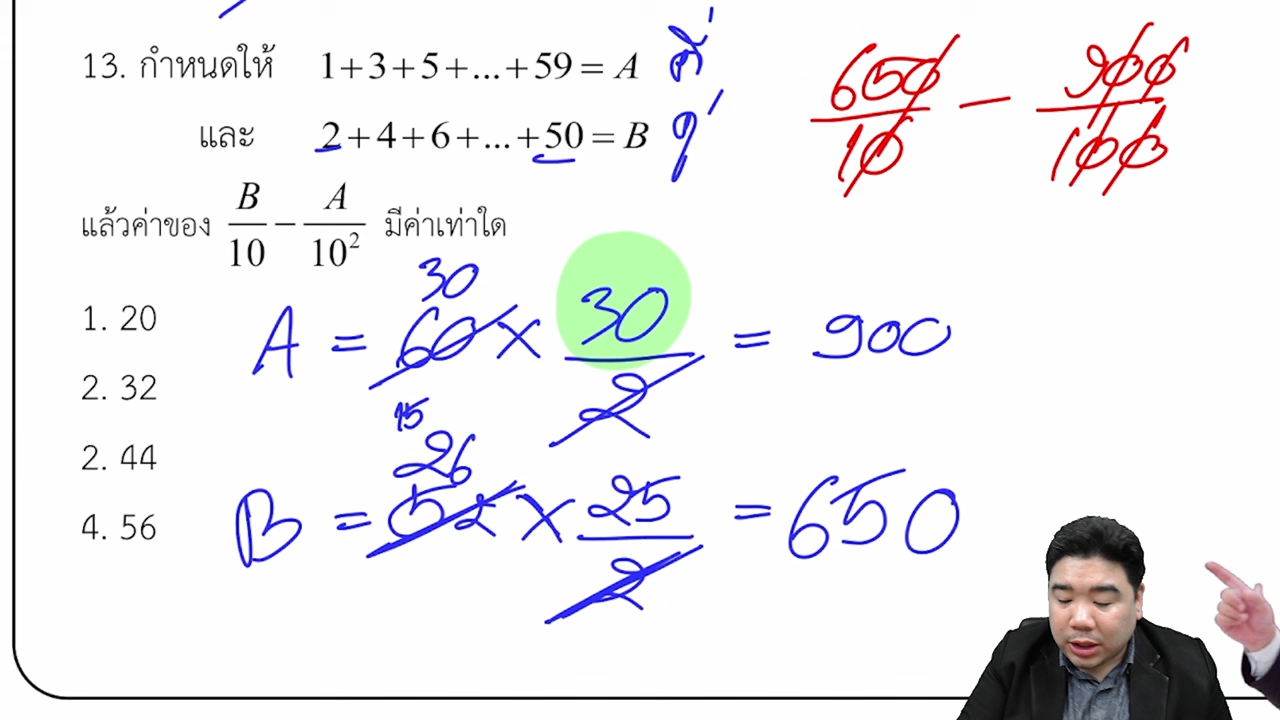 13. กำหนดให้ 1+3+5+...+59 = A คี่
และ 2+4+6+...+50 = B คู่
650/10 - 900/100
แล้วค่าของ B/10 - A/10² มีค่าเท่าใด
1. 20
2. 32
2. 44
4. 56
30
A = 60 × 30/2 = 900
15
26
B = 52 × 25/2 = 650